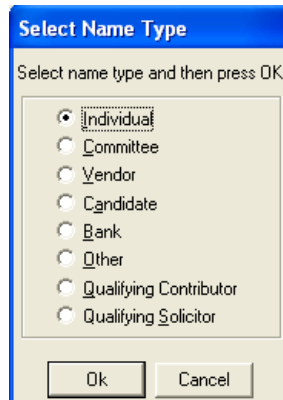 Select Name Type
Select name type and then press OK
Individual
Committee
Vendor
Candidate
Bank
Other
Qualifying Contributor
Qualifying Solicitor
Ok Cancel